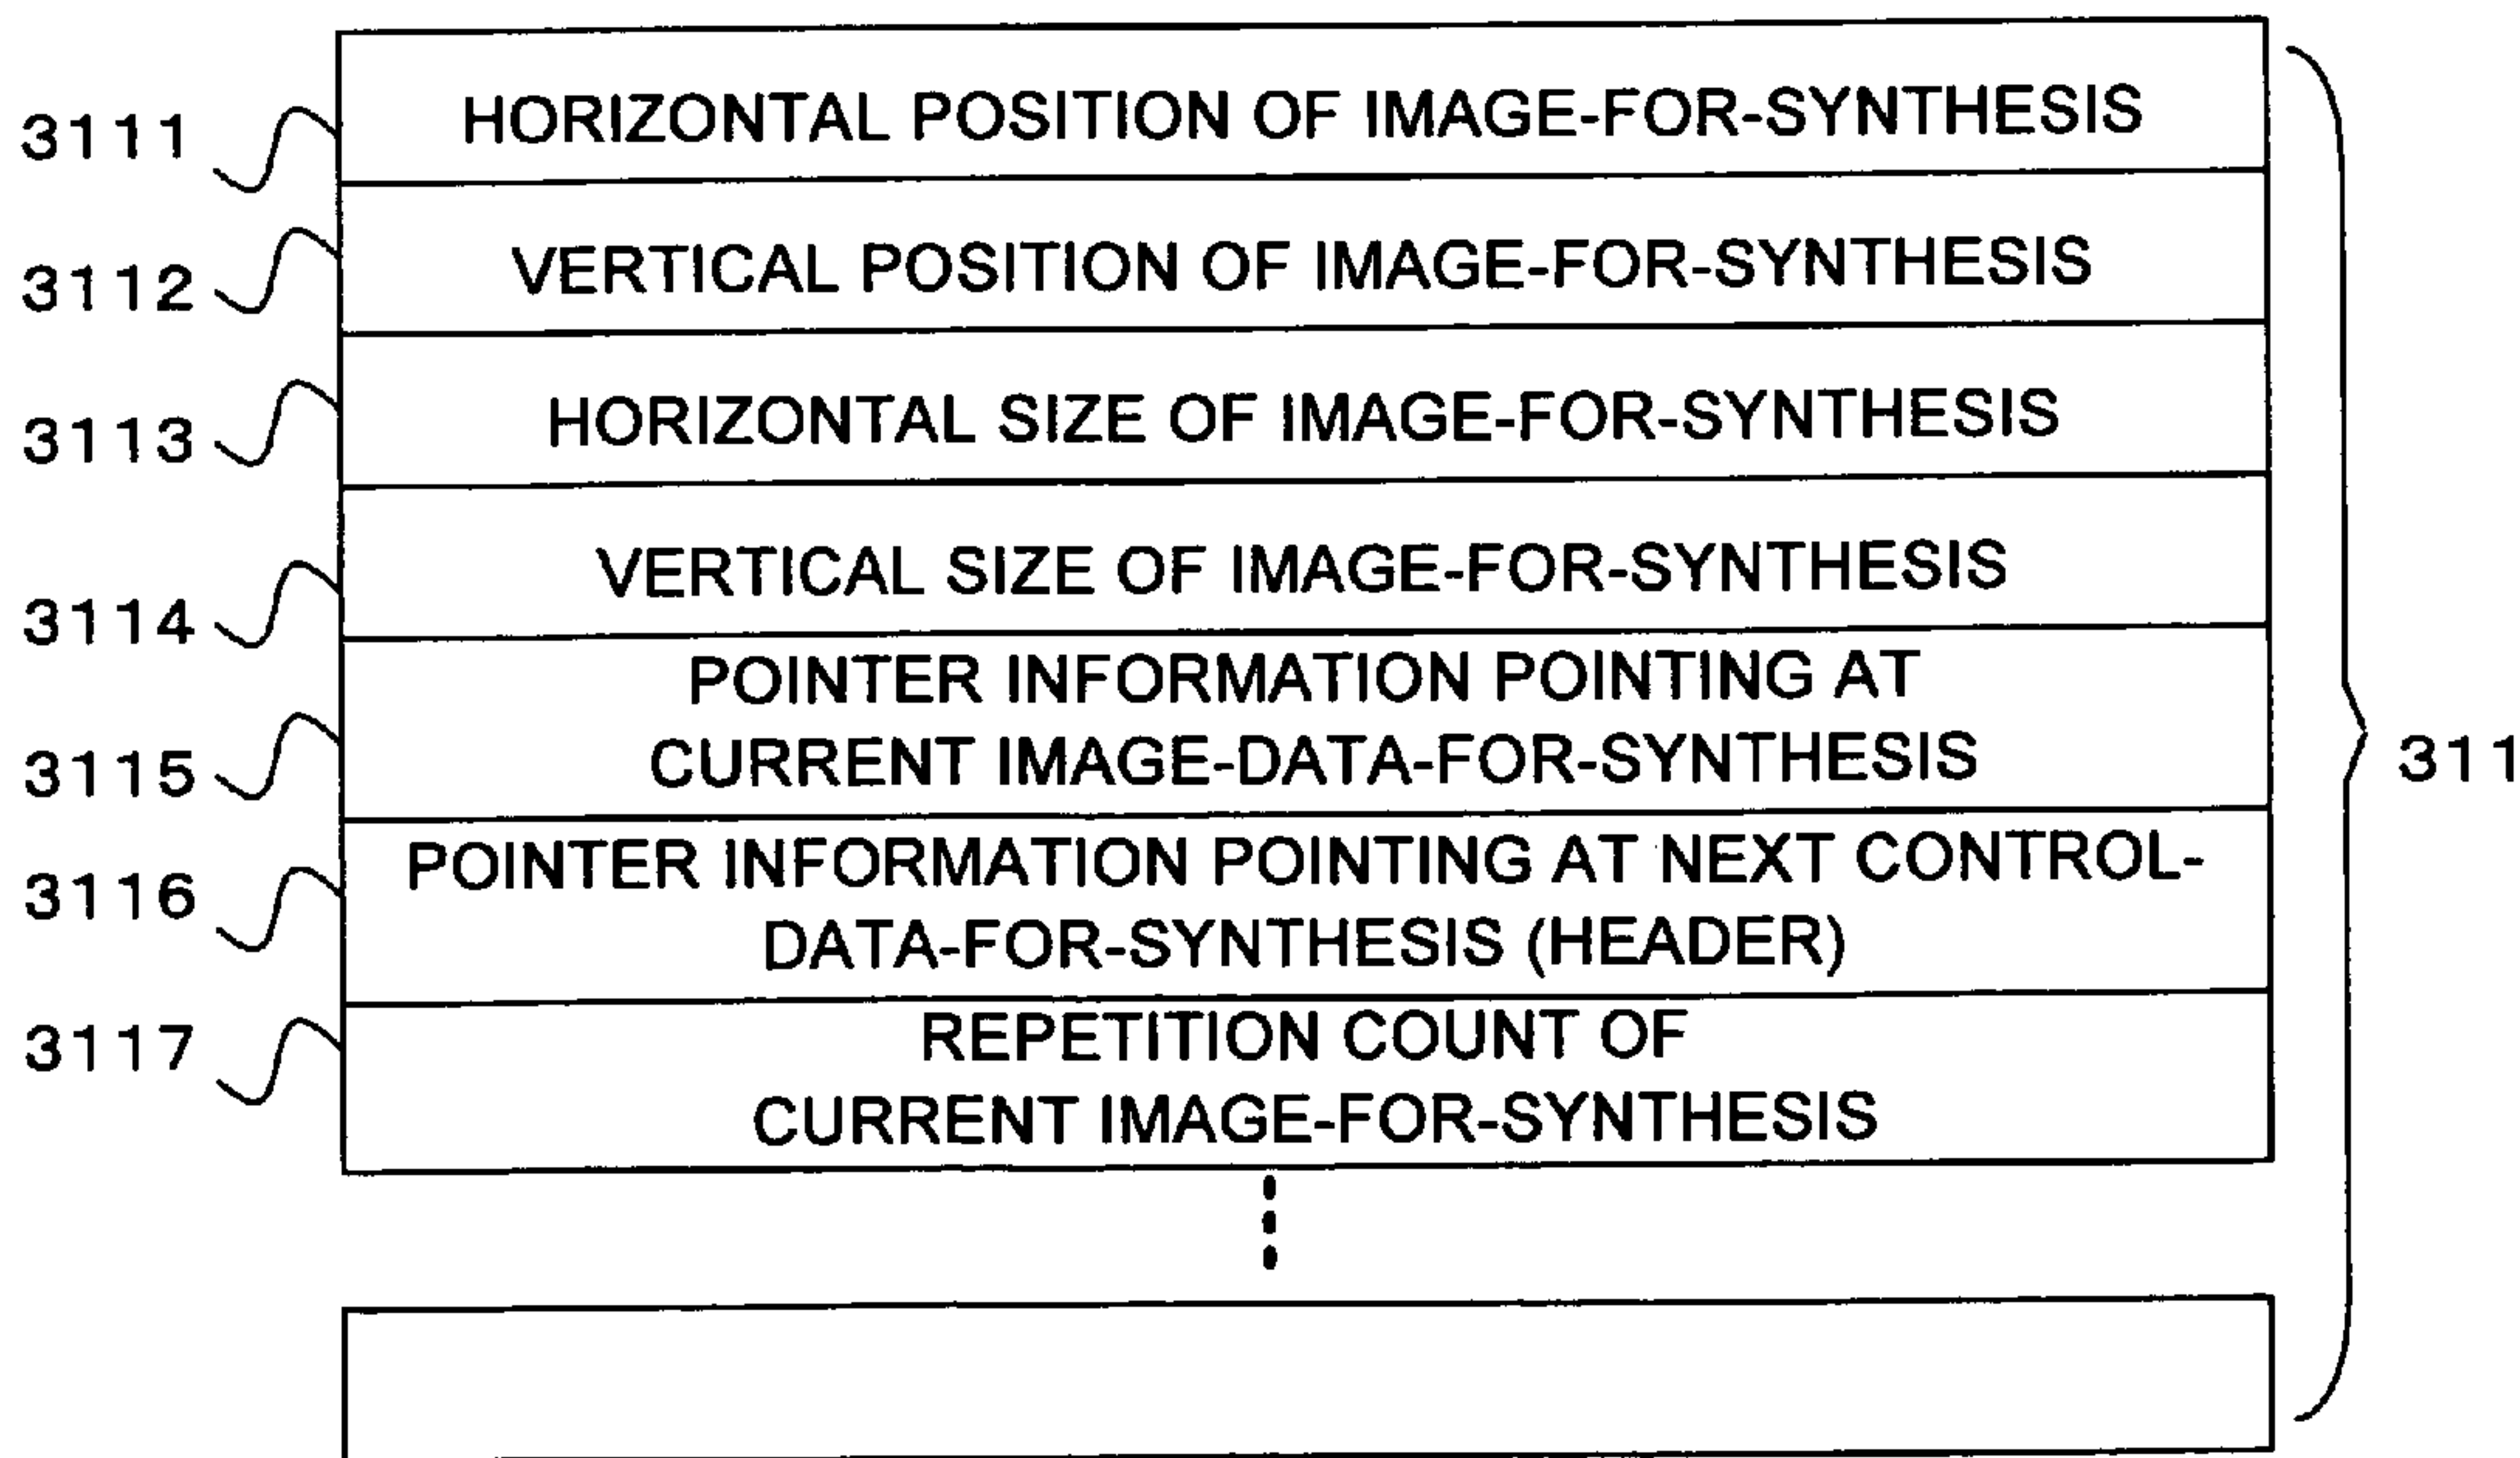 3111
HORIZONTAL POSITION OF IMAGE-FOR-SYNTHESIS
3112
VERTICAL POSITION OF IMAGE-FOR-SYNTHESIS
3113
HORIZONTAL SIZE OF IMAGE-FOR-SYNTHESIS
3114
VERTICAL SIZE OF IMAGE-FOR-SYNTHESIS
3115
POINTER INFORMATION POINTING AT
CURRENT IMAGE-DATA-FOR-SYNTHESIS
3116
POINTER INFORMATION POINTING AT NEXT CONTROL-
DATA-FOR-SYNTHESIS (HEADER)
3117
REPETITION COUNT OF
CURRENT IMAGE-FOR-SYNTHESIS
311